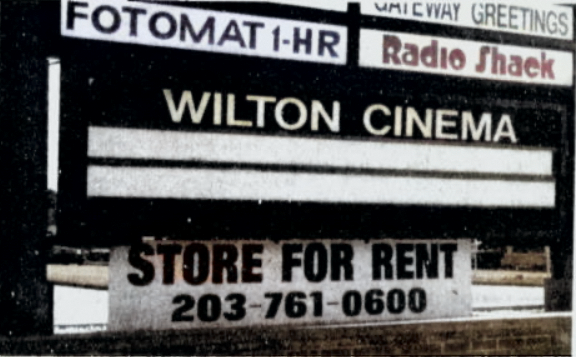 GATEWAY GREETINGS
FOTOMAT 1-HR
Radio Shack
WILTON CINEMA
STORE FOR RENT
203-761-0600